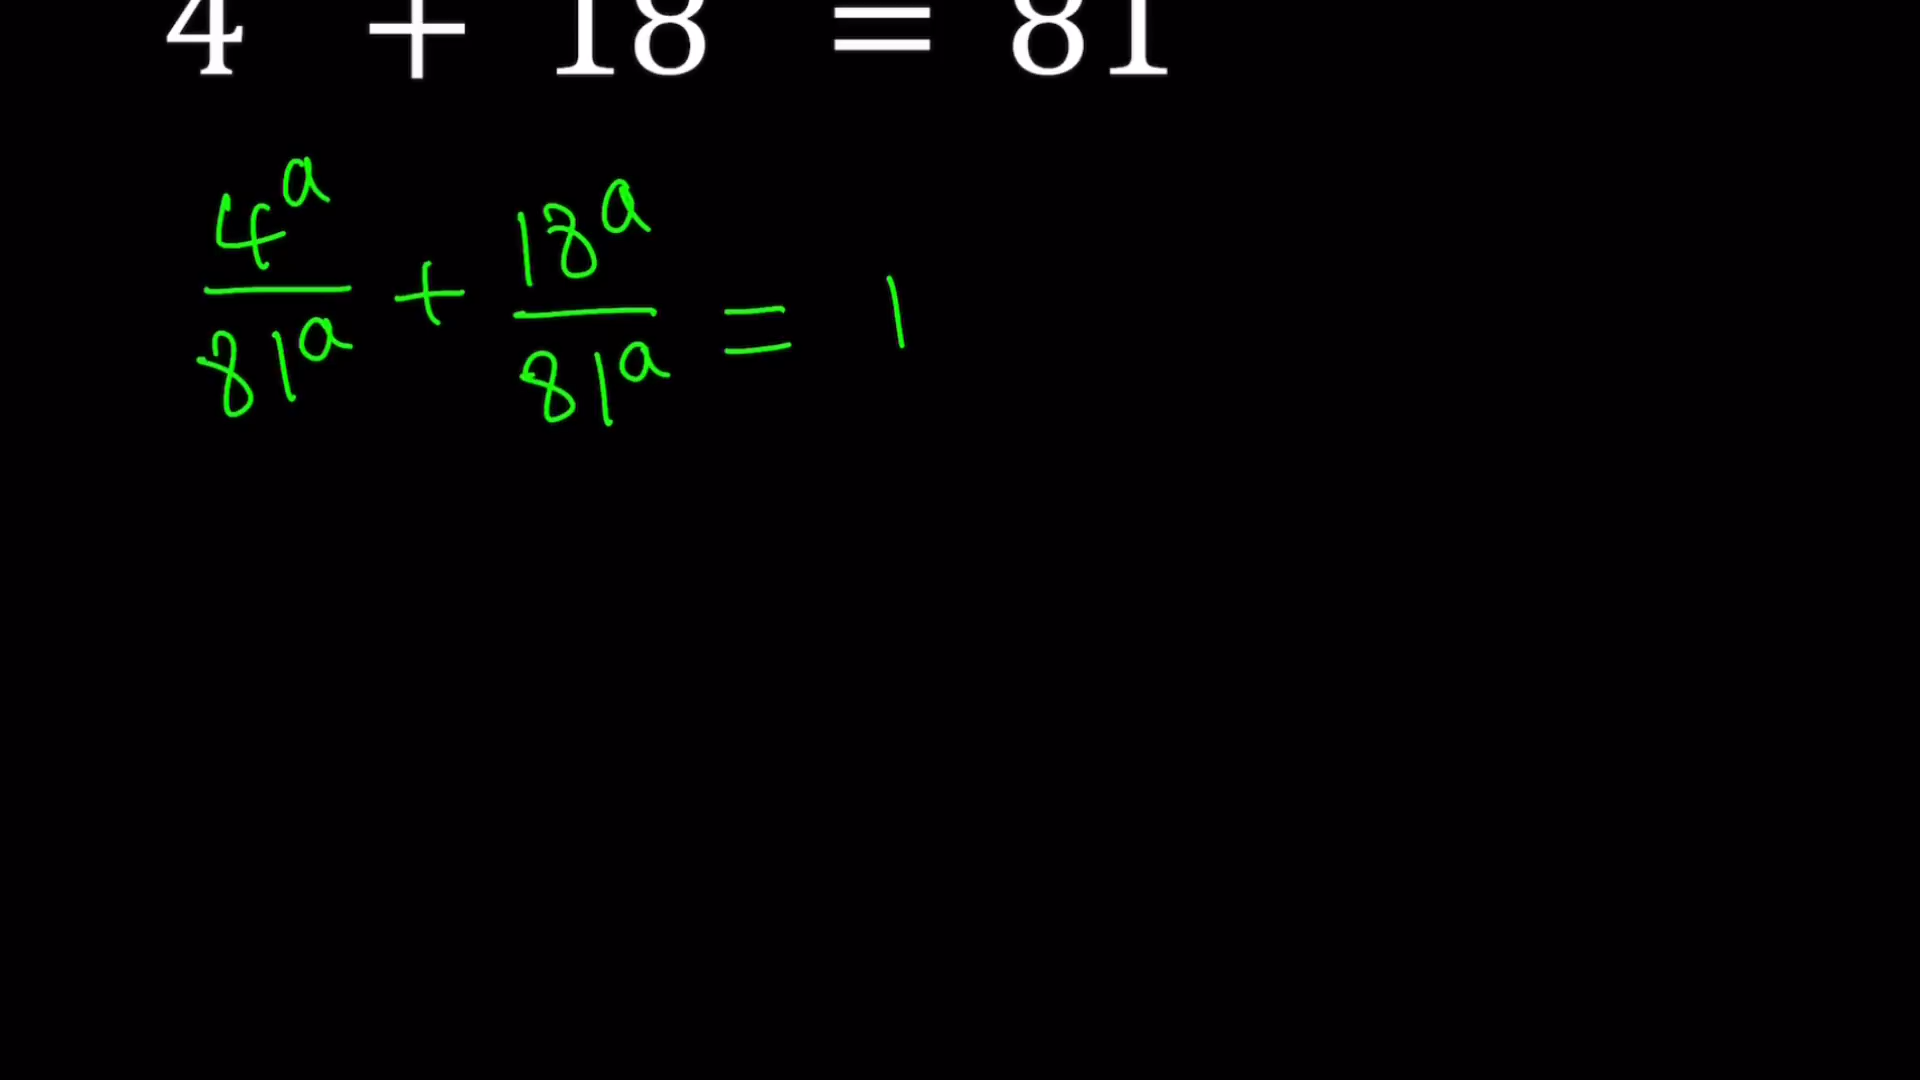 4 + 18 = 81
4^a/81^a + 18^a/81^a = 1